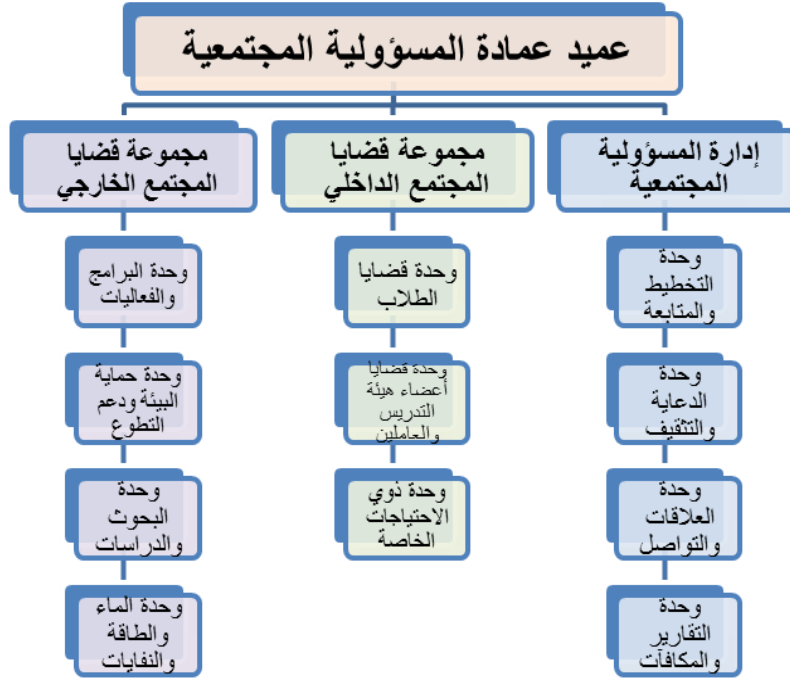 عميد عمادة المسؤولية المجتمعية
إدارة المسؤولية
المجتمعية
وحدة
التخطيط
والمتابعة
وحدة
الدعاية
والتثقيف
وحدة
العلاقات
والتواصل
وحدة
التقارير
والمكافآت
مجموعة قضايا
المجتمع الداخلي
وحدة قضايا
الطلاب
وحدة قضايا
أعضاء هيئة
التدريس
والعاملين
وحدة ذوي
الاحتياجات
الخاصة
مجموعة قضايا
المجتمع الخارجي
وحدة البرامج
والفعاليات
وحدة حماية
البيئة ودعم
التطوع
وحدة
البحوث
والدراسات
وحدة الماء
والطاقة
والنفايات